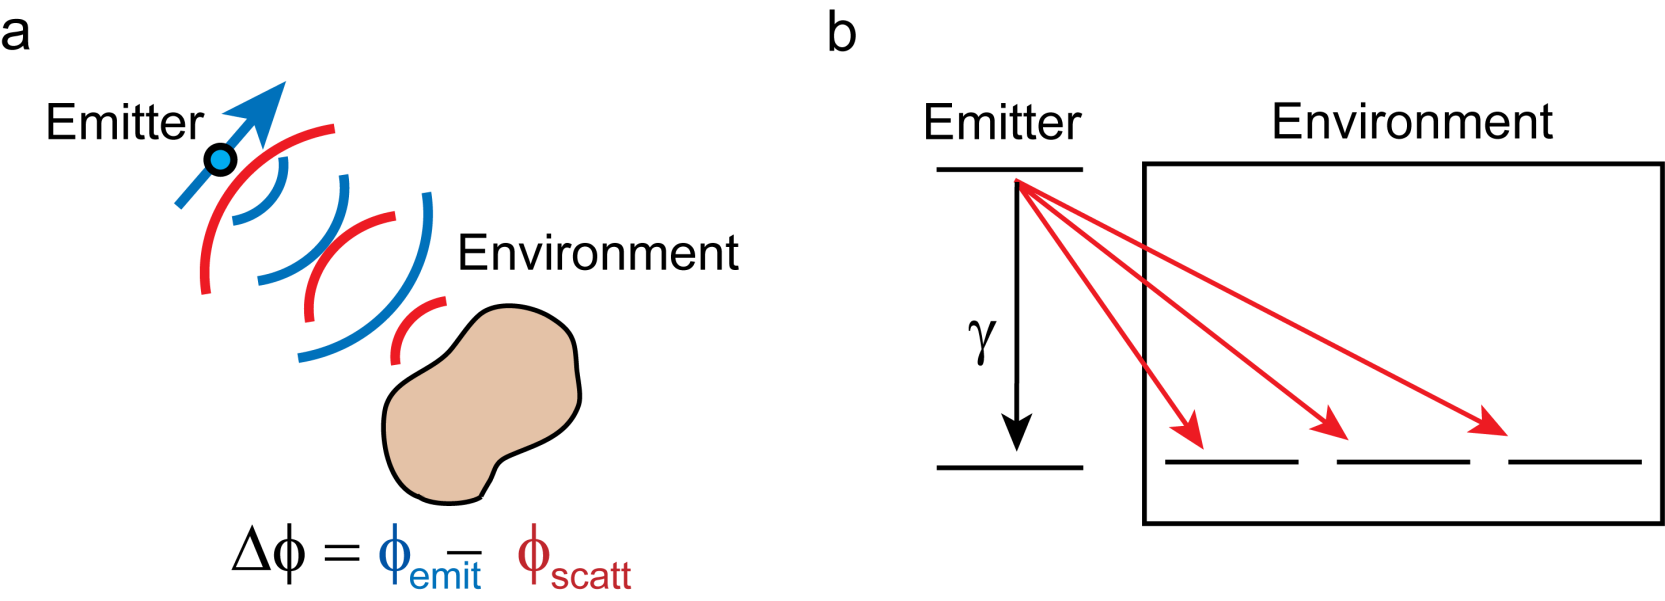 a
Emitter
Environment
Δϕ = ϕemit – ϕscatt
b
Emitter
Environment
γ